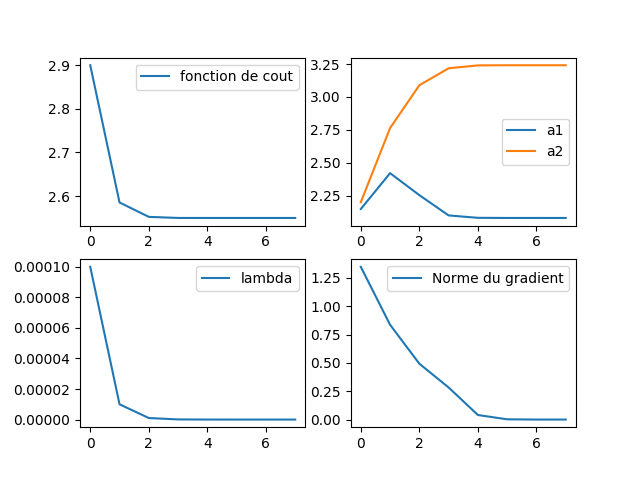 2.9
2.8
2.7
2.6
0 2 4 6
fonction de cout
3.25
3.00
2.75
2.50
2.25
0 2 4 6
a1
a2
0.00010
0.00008
0.00006
0.00004
0.00002
0.00000
0 2 4 6
lambda
1.25
1.00
0.75
0.50
0.25
0.00
0 2 4 6
Norme du gradient